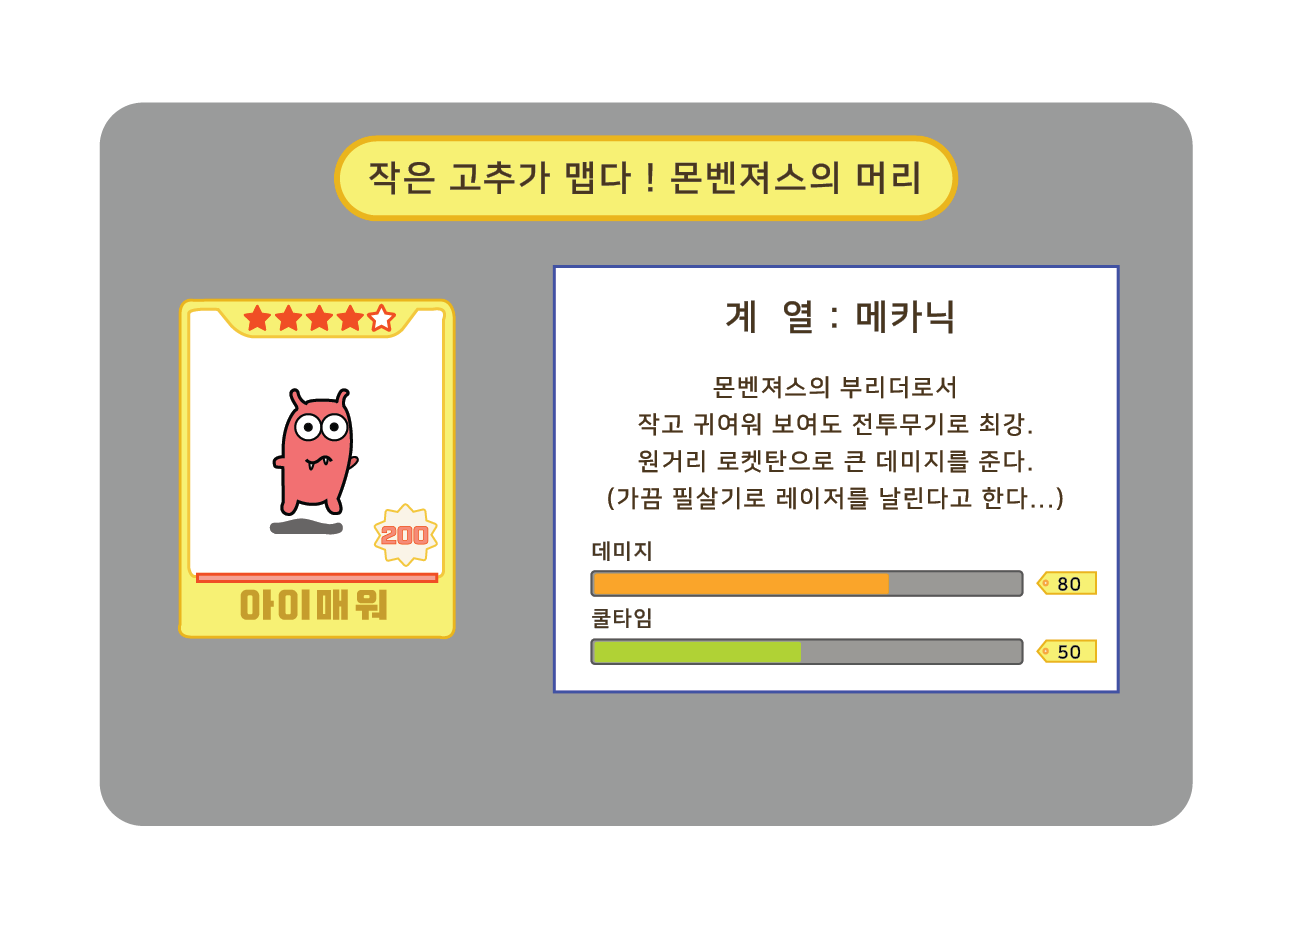 작은 고추가 맵다 ! 몬벤져스의 머리
200
아이매워
계 열 : 메카닉
몬벤져스의 부리더로서
작고 귀여워 보여도 전투무기로 최강.
원거리 로켓탄으로 큰 데미지를 준다.
(가끔 필살기로 레이저를 날린다고 한다...)
데미지
80
쿨타임
50